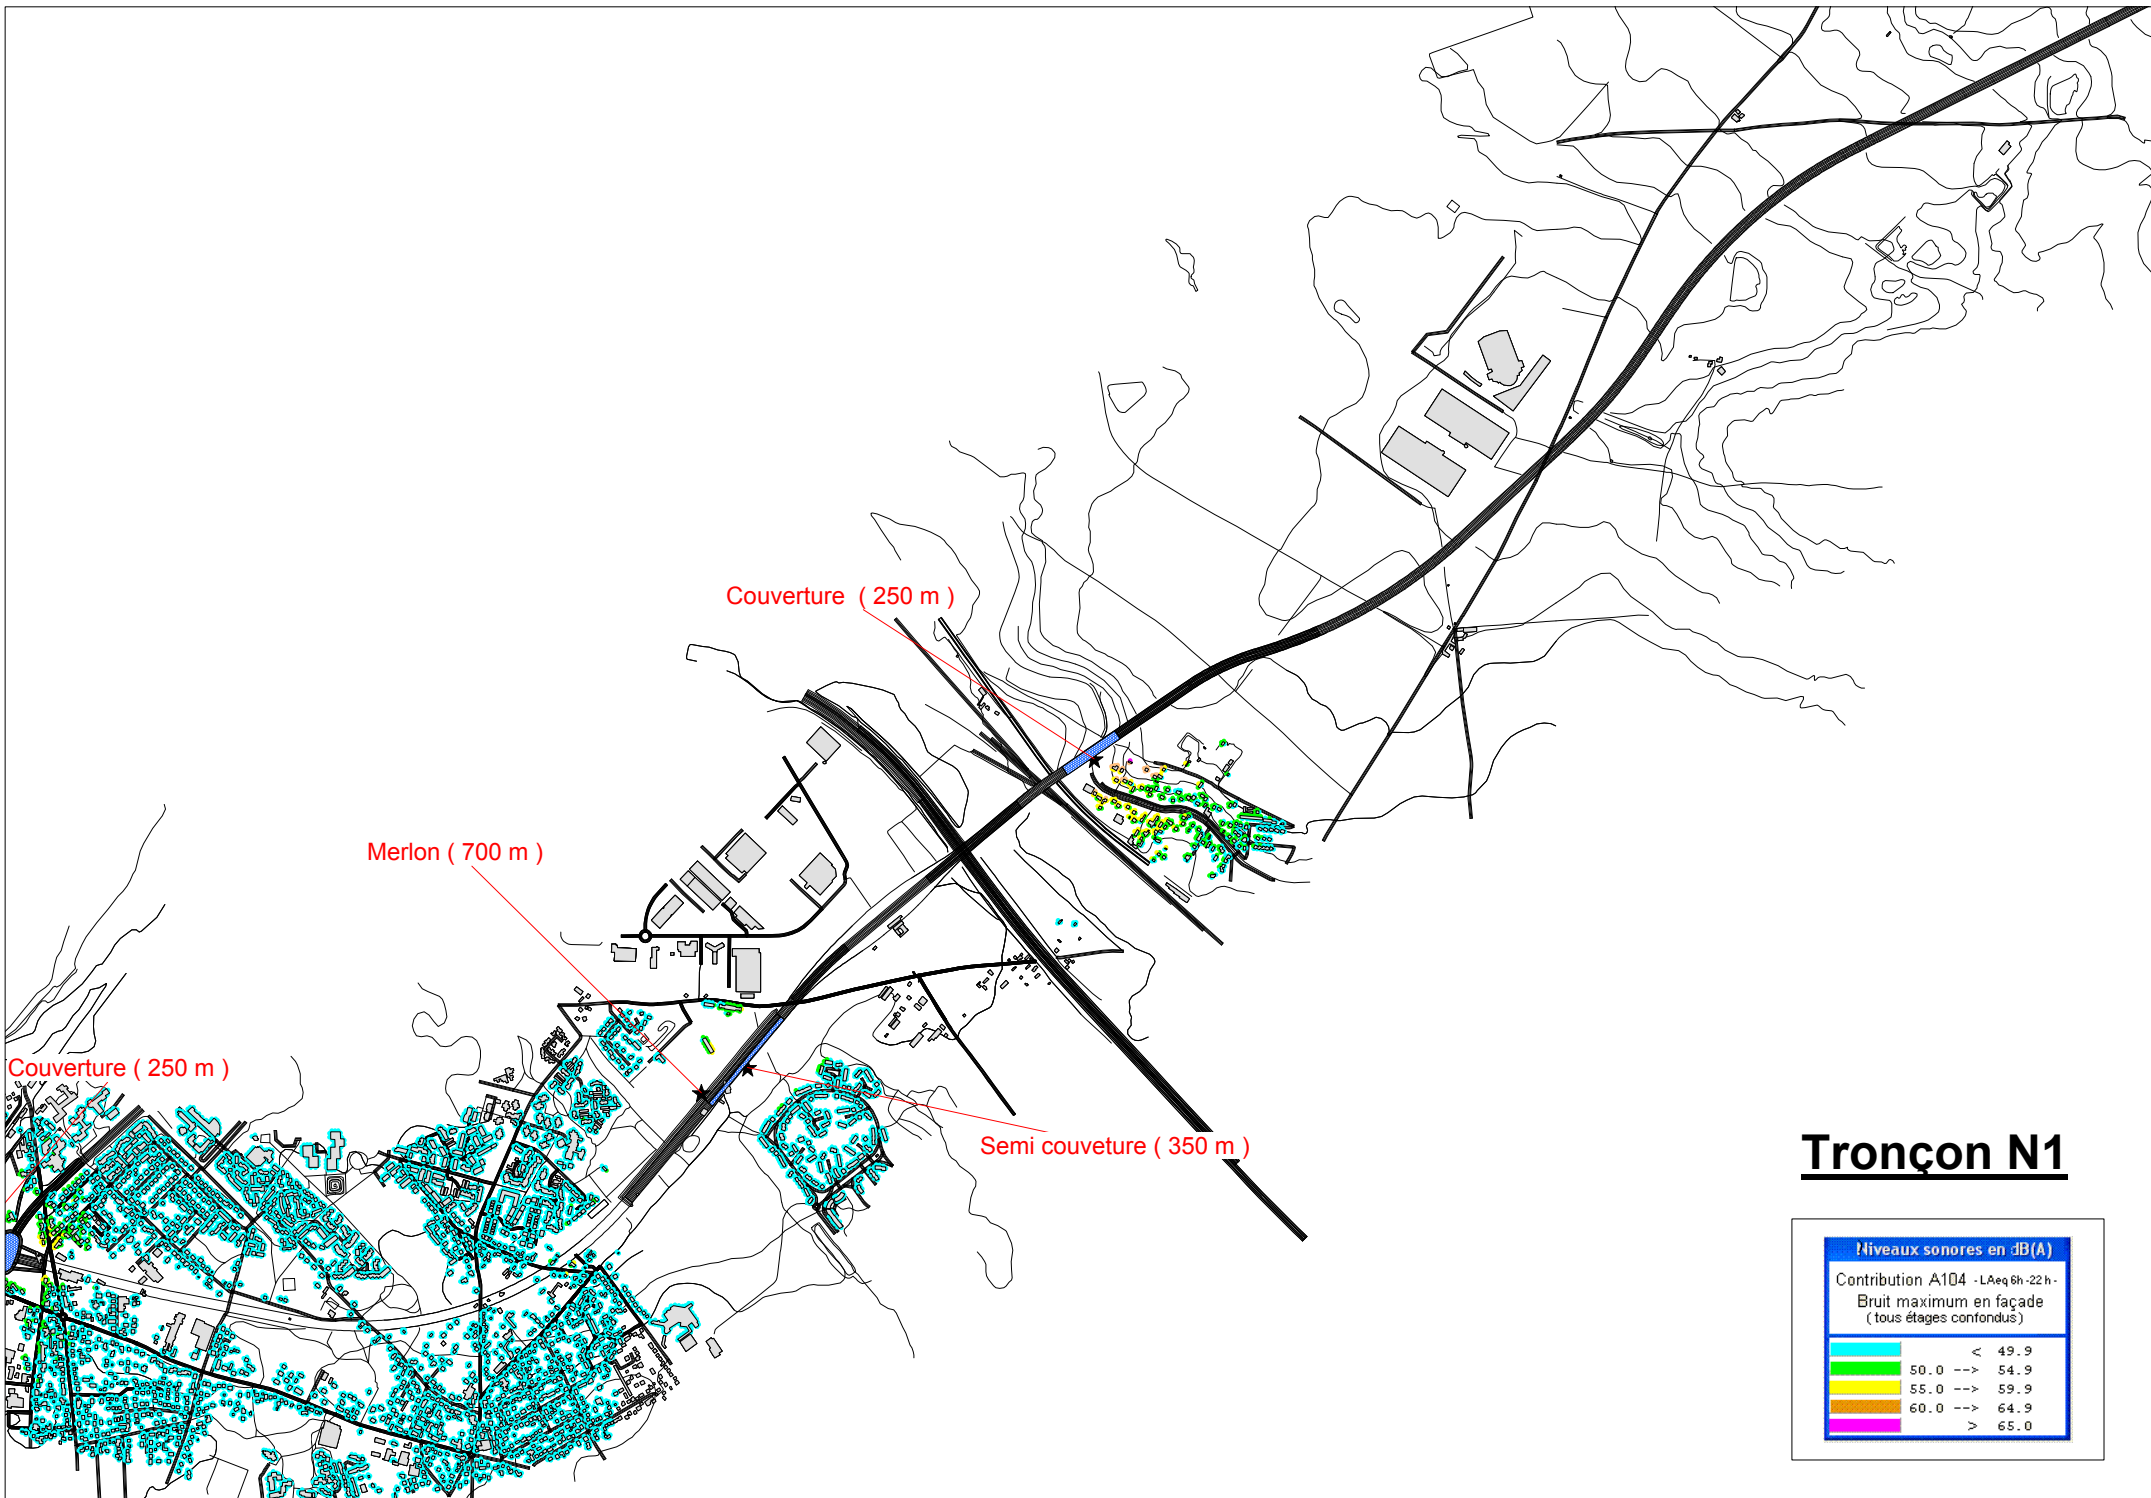 Couverture ( 250 m )
Merlon ( 700 m )
Couverture ( 250 m )
Semi couveture ( 350 m )
Tronçon N1
Niveaux sonores en dB(A)
Contribution A104 - LAeq 6h-22 h -
Bruit maximum en façade
( tous étages confondus )
< 49.9
50.0 --> 54.9
55.0 --> 59.9
60.0 --> 64.9
> 65.0